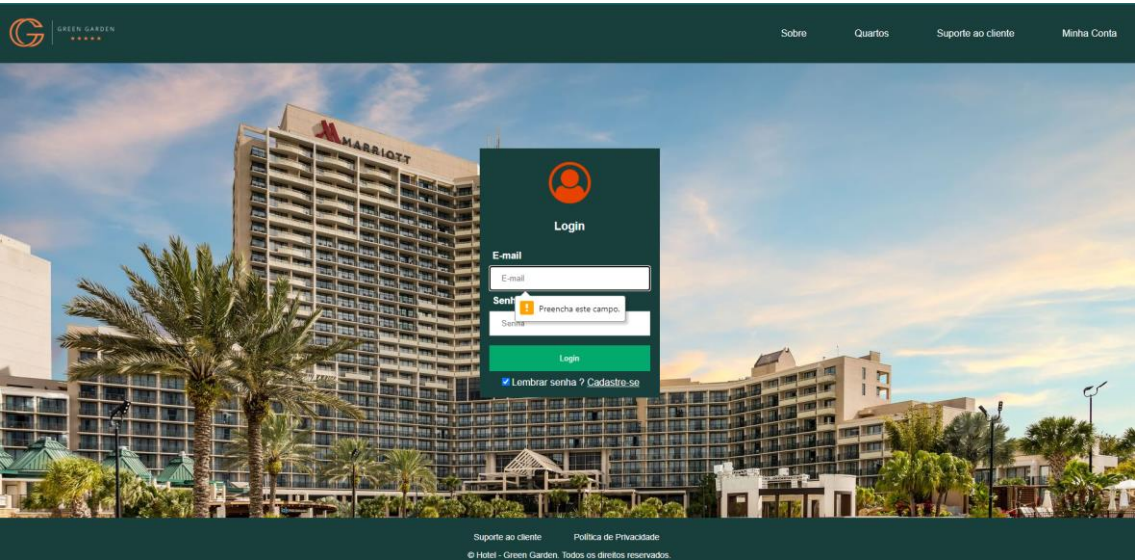 GREEN GARDEN
Sobre
Quartos
Suporte ao cliente
Minha Conta
MARRIOTT
Login
E-mail
E-mail
Senh
Preencha este campo.
Senha
Login
Lembrar senha ? Cadastre-se
Suporte ao cliente
Política de Privacidade
© Hotel - Green Garden. Todos os direitos reservados.